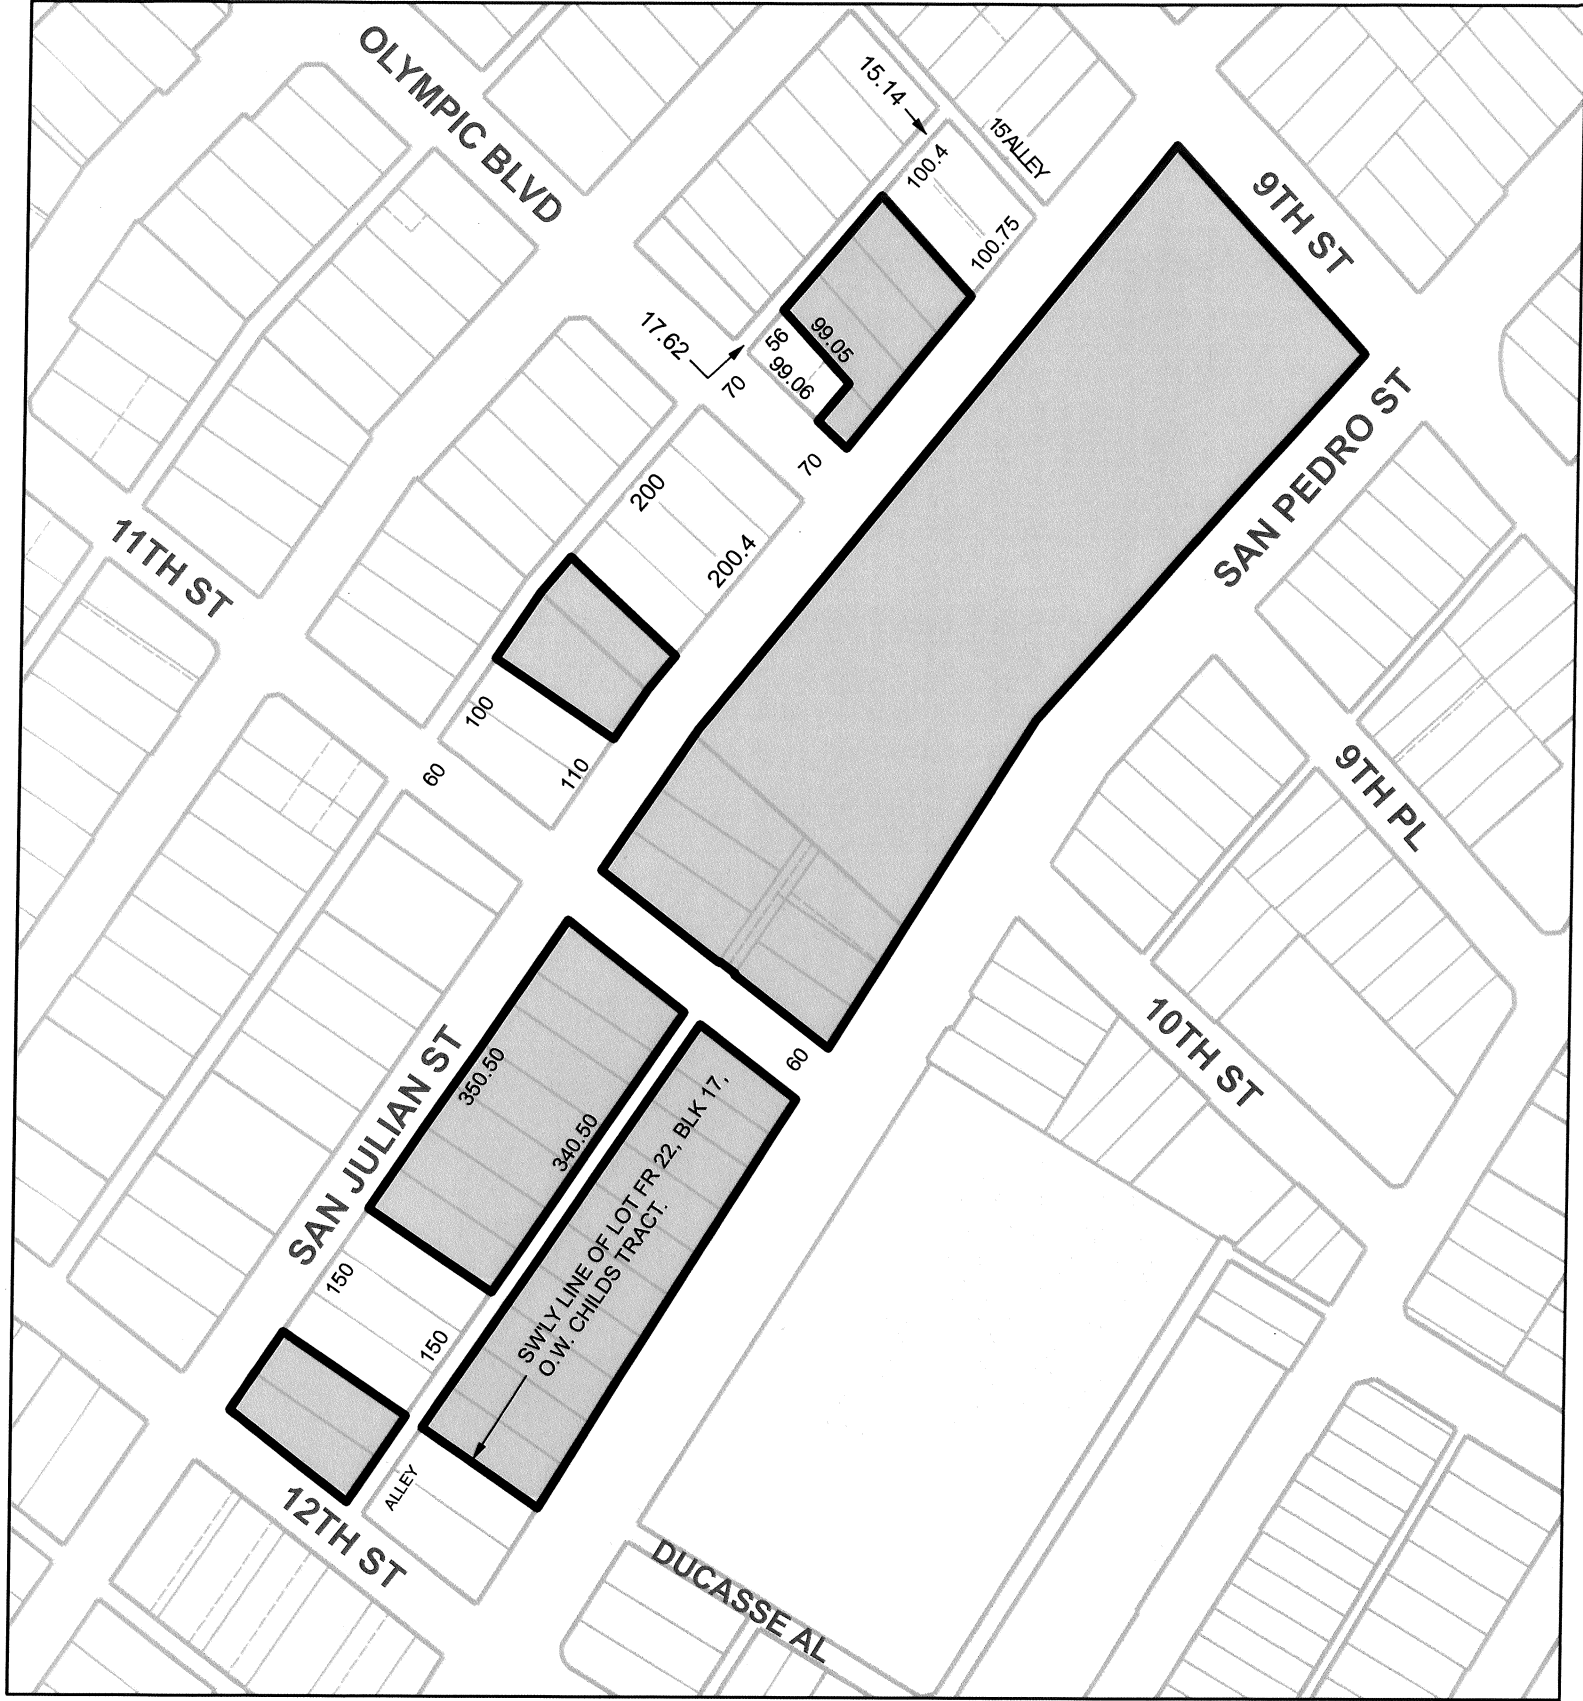 OLYMPIC BLVD
15.14
15' ALLEY
100.4
9TH ST
100.75
17.62
56
99.05
99.06
70
70
SAN PEDRO ST
200
11TH ST
200.4
100
60
110
9TH PL
10TH ST
60
SAN JULIAN ST
350.50
340.50
SW'LY LINE OF LOT FR 22, BLK 17,
O.W. CHILDS TRACT.
150
150
ALLEY
12TH ST
DUCASSE AL